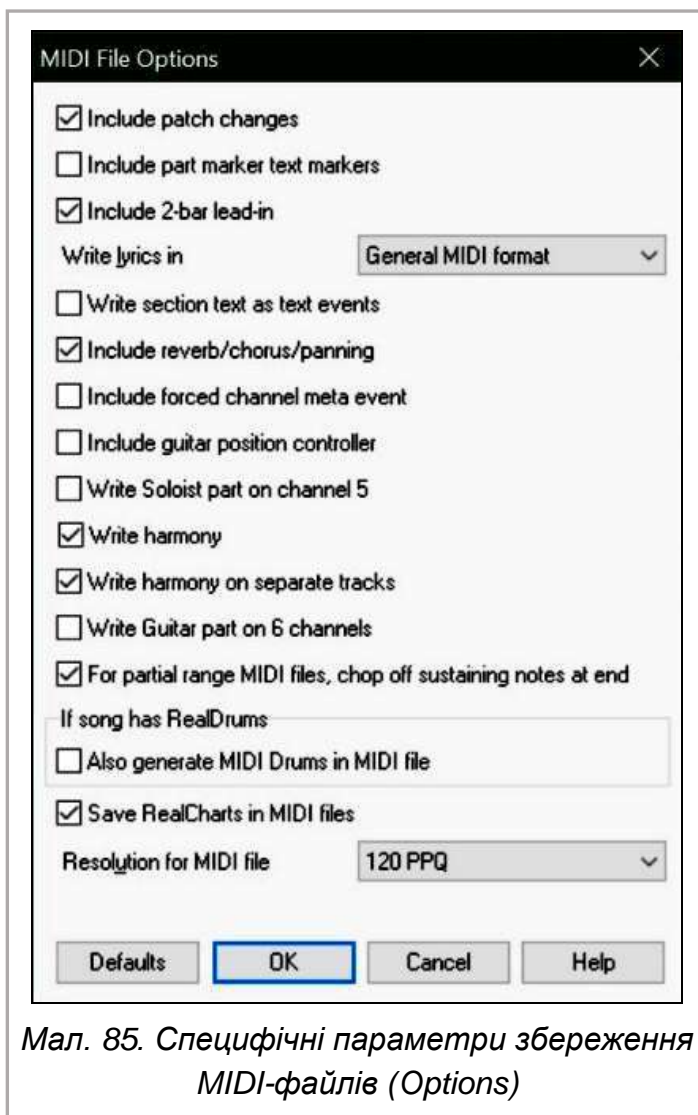 MIDI File Options
Include patch changes
Include part marker text markers
Include 2-bar lead-in
Write lyrics in General MIDI format
Write section text as text events
Include reverb/chorus/panning
Include forced channel meta event
Include guitar position controller
Write Soloist part on channel 5
Write harmony
Write harmony on separate tracks
Write Guitar part on 6 channels
For partial range MIDI files, chop off sustaining notes at end
If song has RealDrums
Also generate MIDI Drums in MIDI file
Save RealCharts in MIDI files
Resolution for MIDI file 120 PPQ
Defaults OK Cancel Help
Мал. 85. Специфічні параметри збереження
MIDI-файлів (Options)